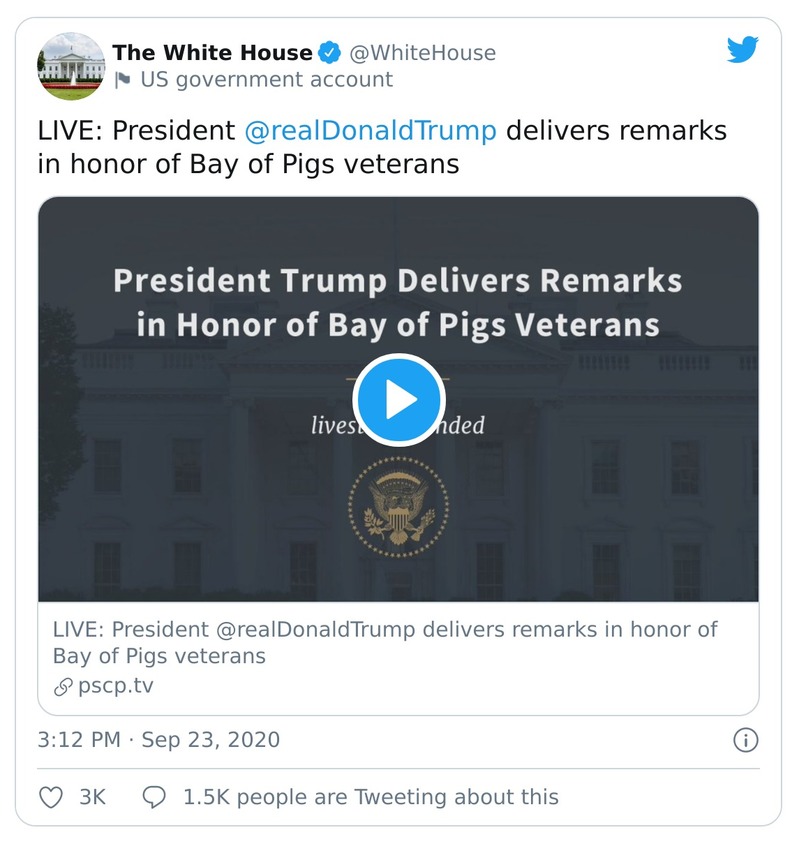 The White House @WhiteHouse
US government account
LIVE: President @realDonaldTrump delivers remarks
in honor of Bay of Pigs veterans
President Trump Delivers Remarks
in Honor of Bay of Pigs Veterans
LIVE: President @realDonaldTrump delivers remarks in honor of
Bay of Pigs veterans
pscp.tv
3:12 PM · Sep 23, 2020
3K 1.5K people are Tweeting about this